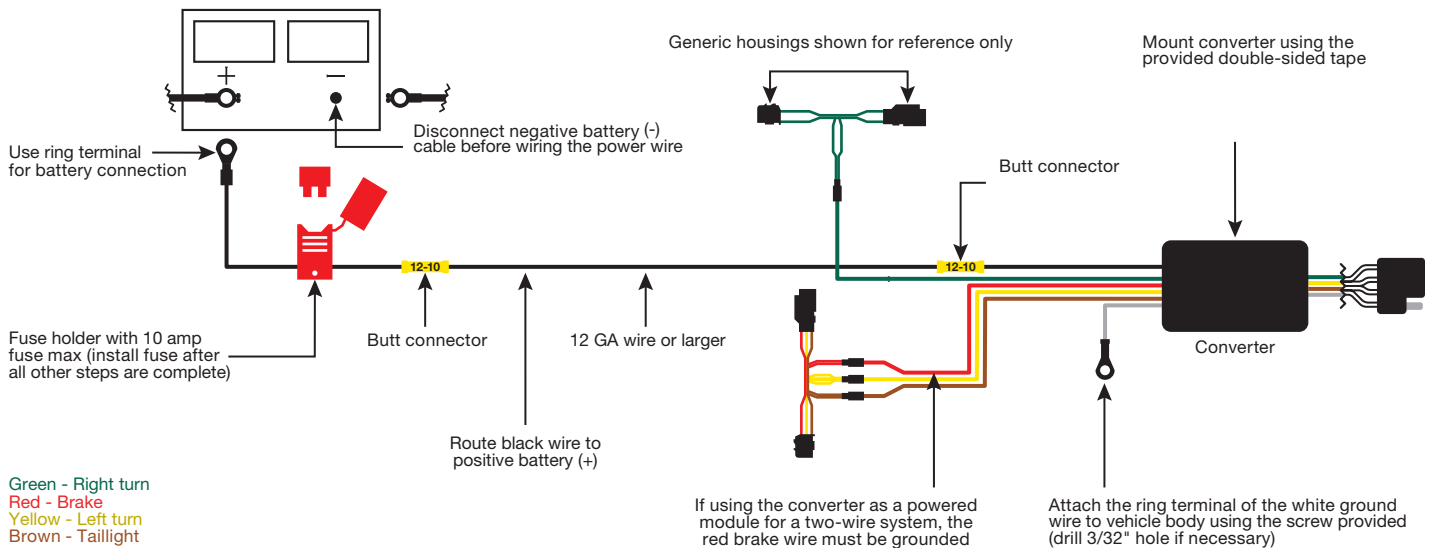 Generic housings shown for reference only
Mount converter using the
provided double-sided tape
+
–
Disconnect negative battery (-)
cable before wiring the power wire
Use ring terminal
for battery connection
Butt connector
12-10
12-10
Fuse holder with 10 amp
fuse max (install fuse after
all other steps are complete)
Butt connector
12 GA wire or larger
Converter
Route black wire to
positive battery (+)
Green - Right turn
Red - Brake
Yellow - Left turn
Brown - Taillight
If using the converter as a powered
module for a two-wire system, the
red brake wire must be grounded
Attach the ring terminal of the white ground
wire to vehicle body using the screw provided
(drill 3/32" hole if necessary)